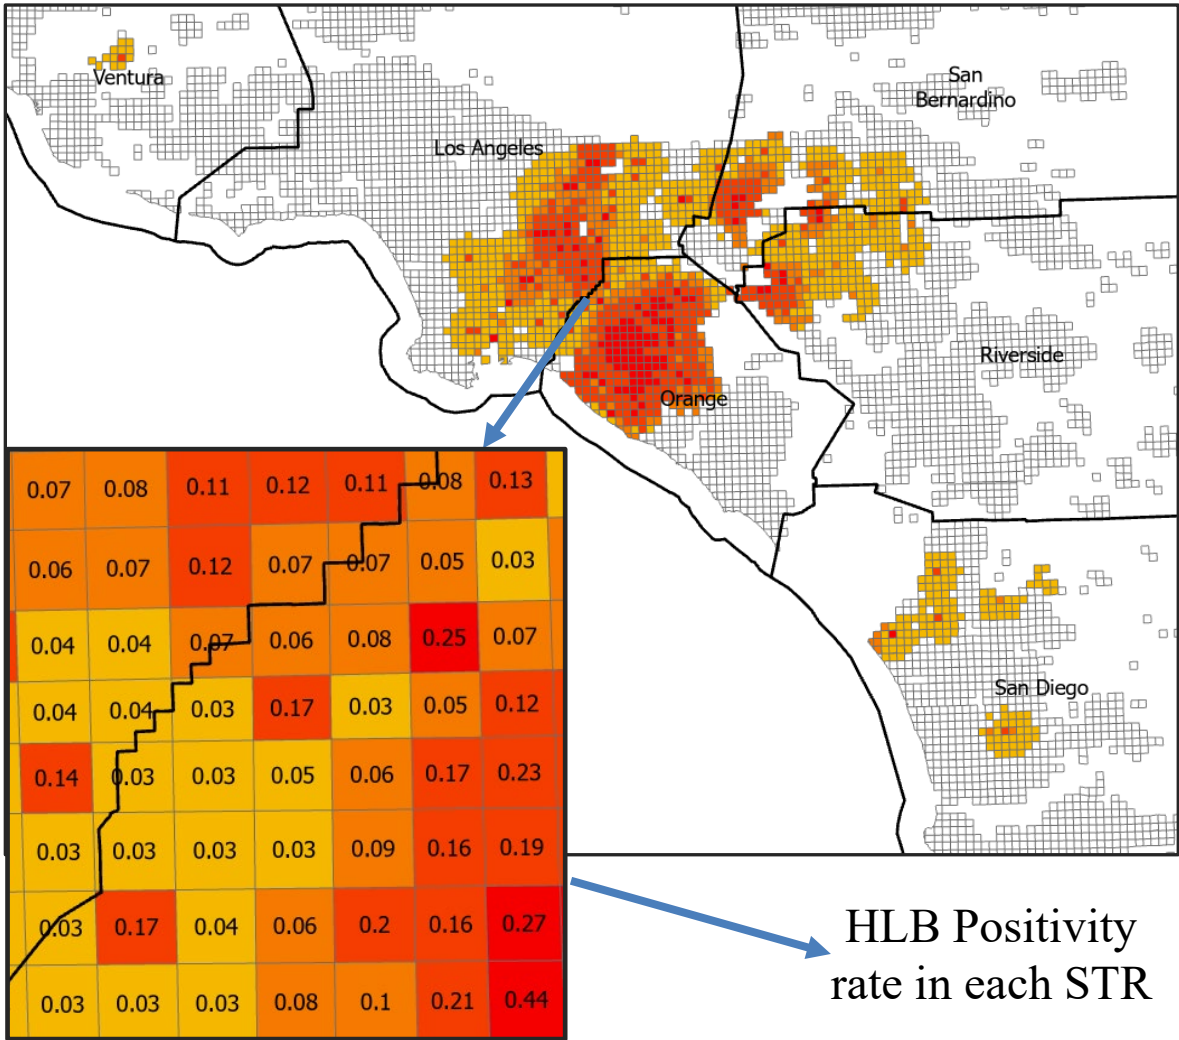 Ventura
San
Bernardino
Los Angeles
Riverside
Orange
San Diego
0.07 0.08 0.11 0.12 0.11 0.08 0.13
0.06 0.07 0.12 0.07 0.07 0.05 0.03
0.04 0.04 0.07 0.06 0.08 0.25 0.07
0.04 0.04 0.03 0.17 0.03 0.05 0.12
0.14 0.03 0.03 0.05 0.06 0.17 0.23
0.03 0.03 0.03 0.03 0.09 0.16 0.19
0.03 0.17 0.04 0.06 0.2 0.16 0.27
0.03 0.03 0.03 0.08 0.1 0.21 0.44
HLB Positivity
rate in each STR